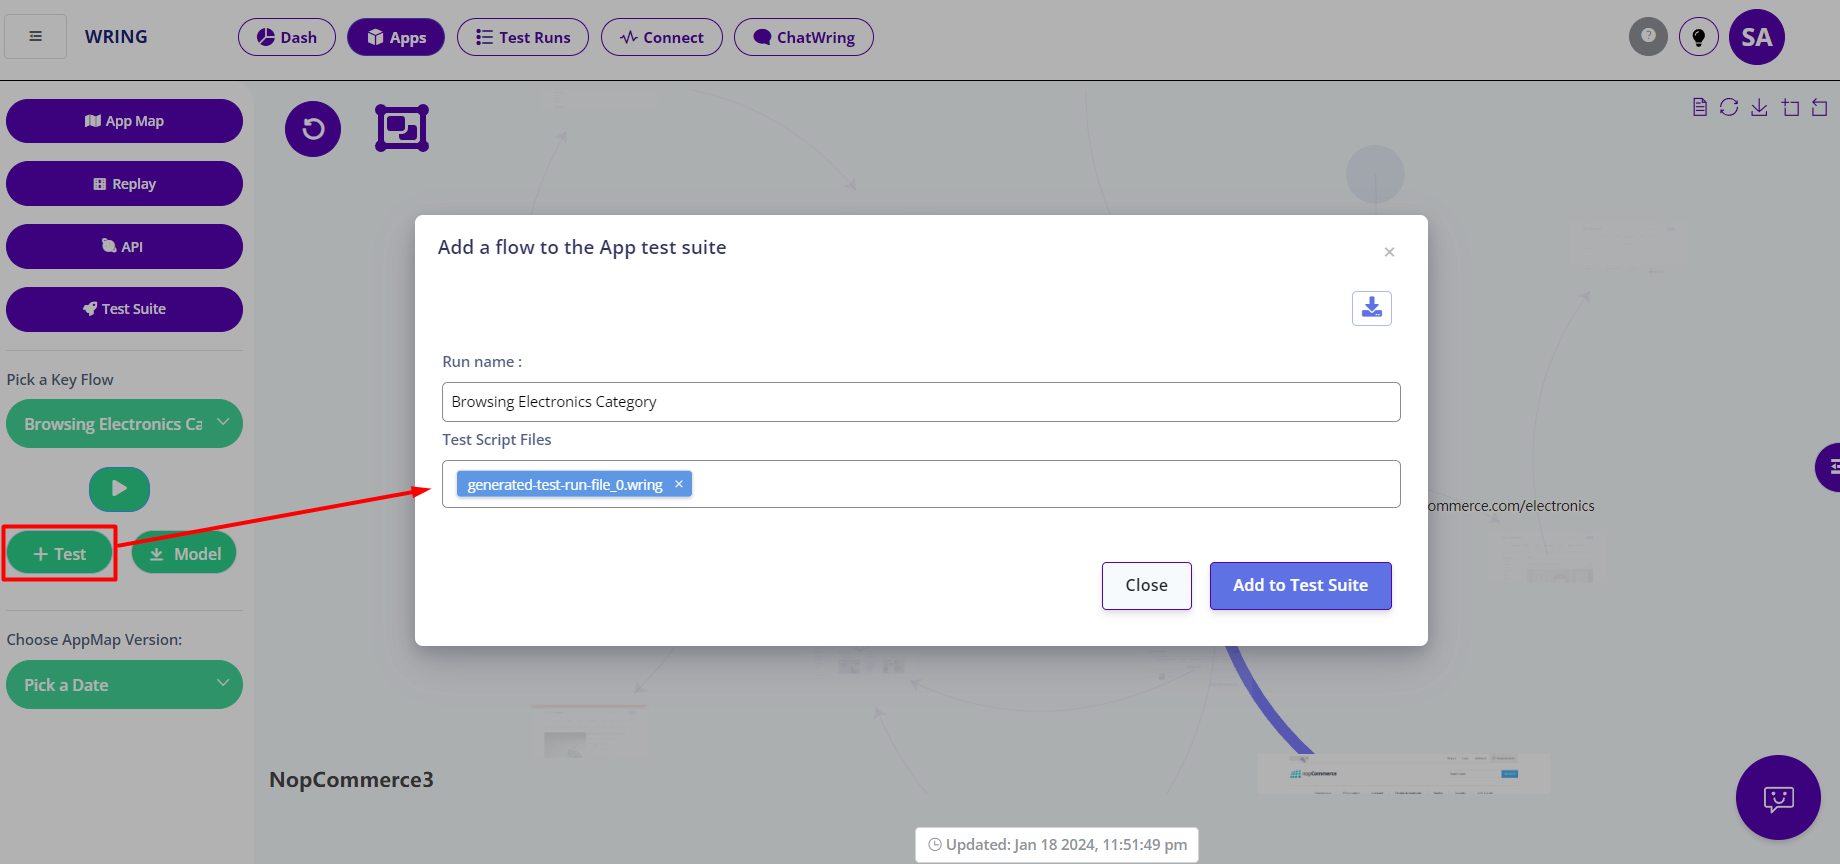 WRING
Dash
Apps
Test Runs
Connect
ChatWring
?
SA
App Map
Replay
API
Test Suite
Pick a Key Flow
Browsing Electronics Ca
+ Test
Model
Choose AppMap Version:
Pick a Date
Add a flow to the App test suite
×
Run name :
Browsing Electronics Category
Test Script Files
generated-test-run-file_0.wring ×
Close
Add to Test Suite
ommerce.com/electronics
NopCommerce3
nopCommerce
Updated: Jan 18 2024, 11:51:49 pm